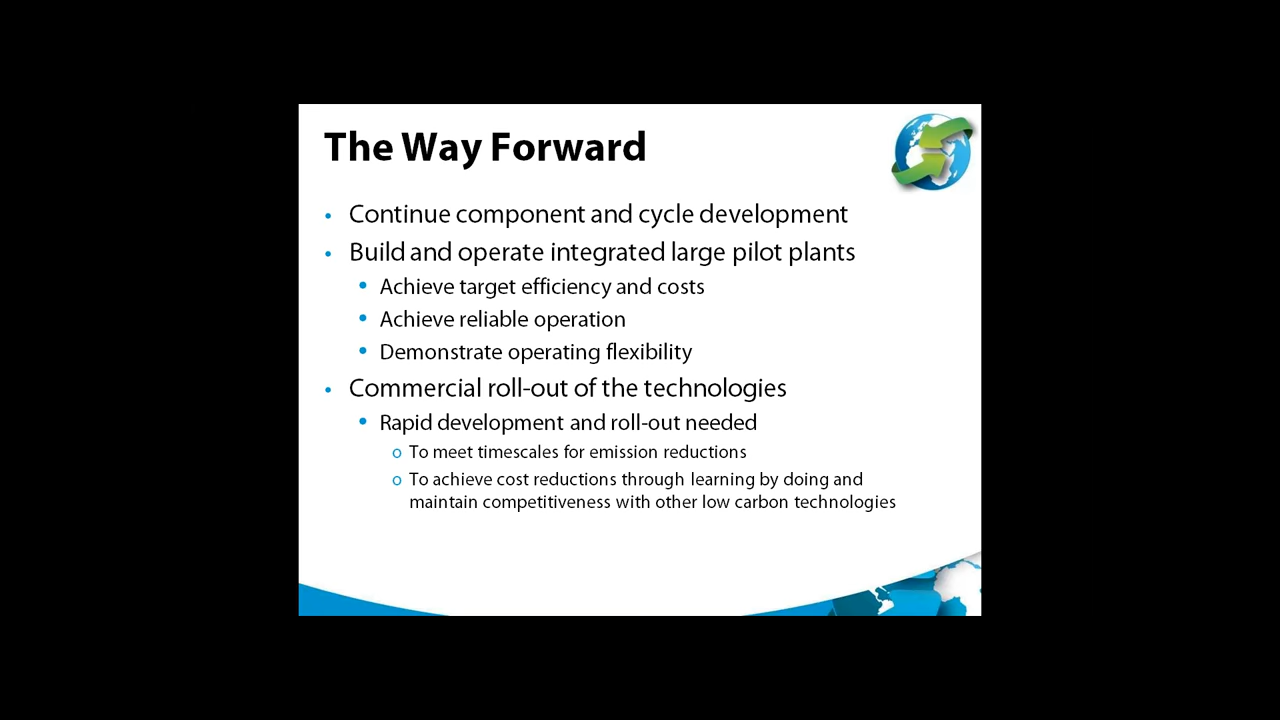 The Way Forward
• Continue component and cycle development
• Build and operate integrated large pilot plants
• Achieve target efficiency and costs
• Achieve reliable operation
• Demonstrate operating flexibility
• Commercial roll-out of the technologies
• Rapid development and roll-out needed
o To meet timescales for emission reductions
o To achieve cost reductions through learning by doing and
maintain competitiveness with other low carbon technologies